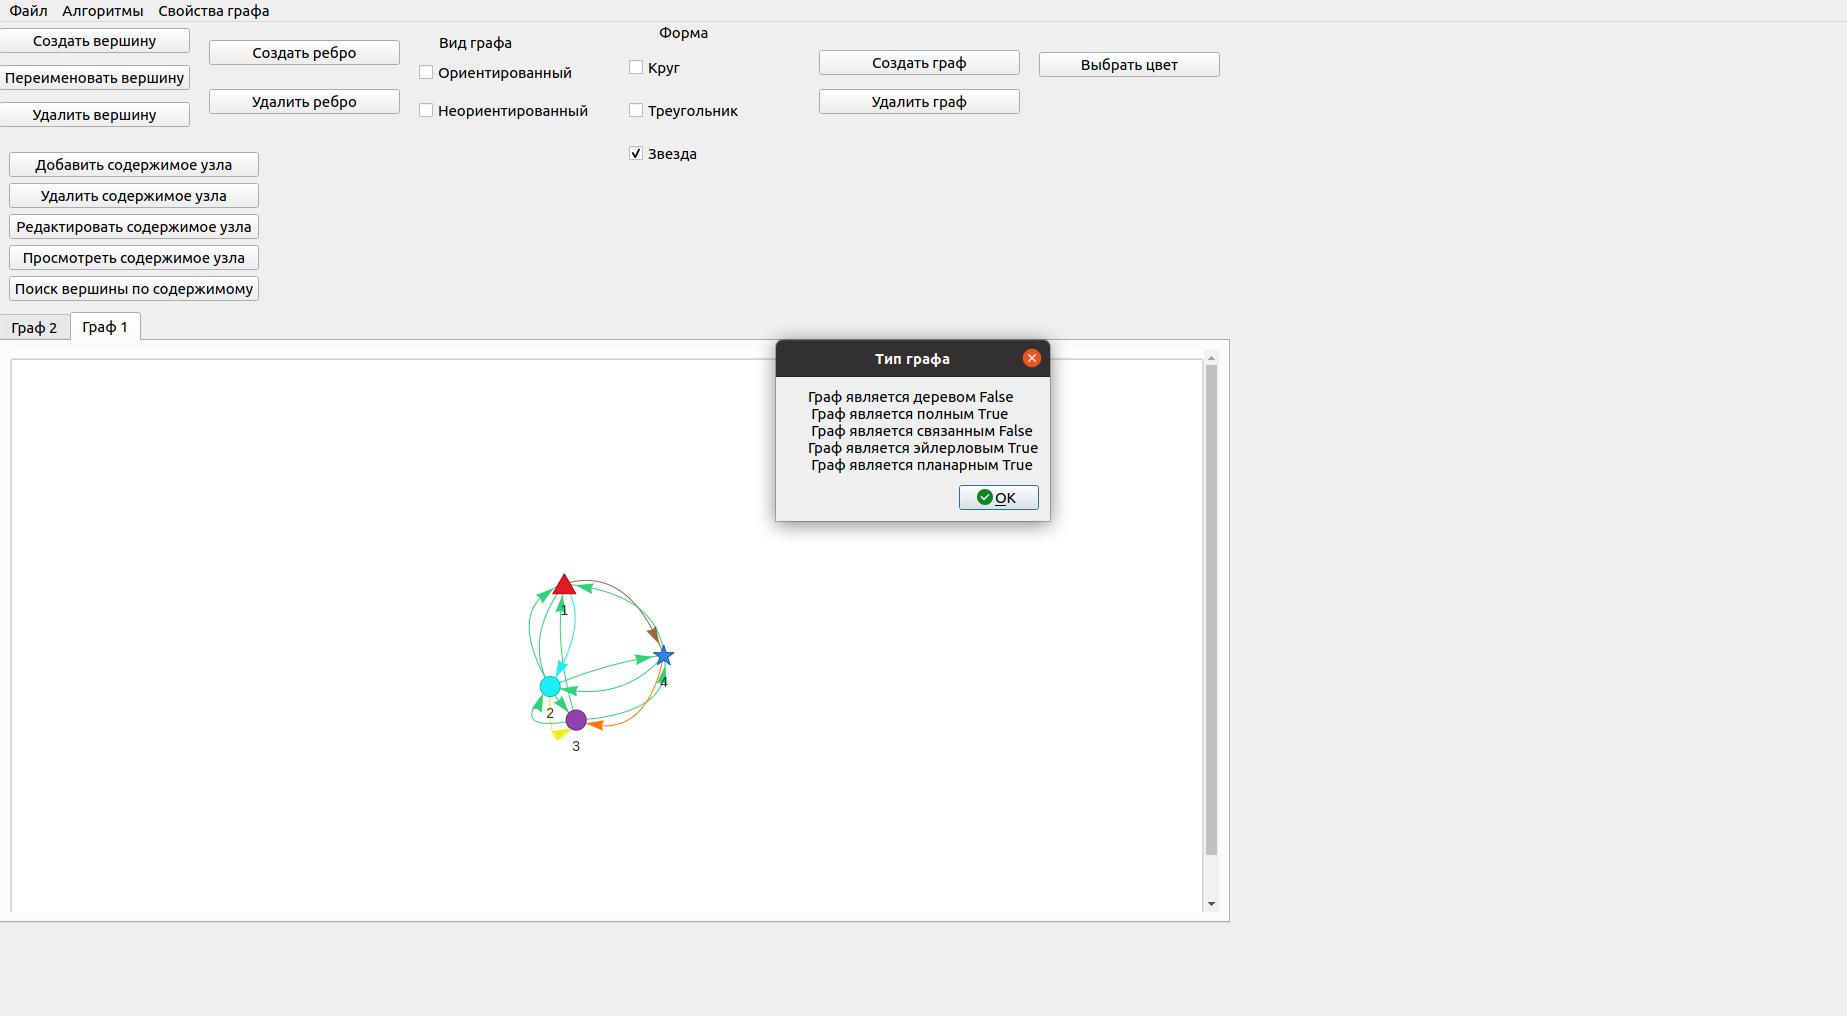 Файл Алгоритмы Свойства графа
Создать вершину
Переименовать вершину
Удалить вершину
Создать ребро
Удалить ребро
Вид графа
Ориентированный
Неориентированный
Форма
Круг
Треугольник
Звезда
Создать граф
Удалить граф
Выбрать цвет
Добавить содержимое узла
Удалить содержимое узла
Редактировать содержимое узла
Просмотреть содержимое узла
Поиск вершины по содержимому
Граф 2 Граф 1
Тип графа
Граф является деревом False
Граф является полным True
Граф является связанным False
Граф является эйлерловым True
Граф является планарным True
OK
1
4
2
3